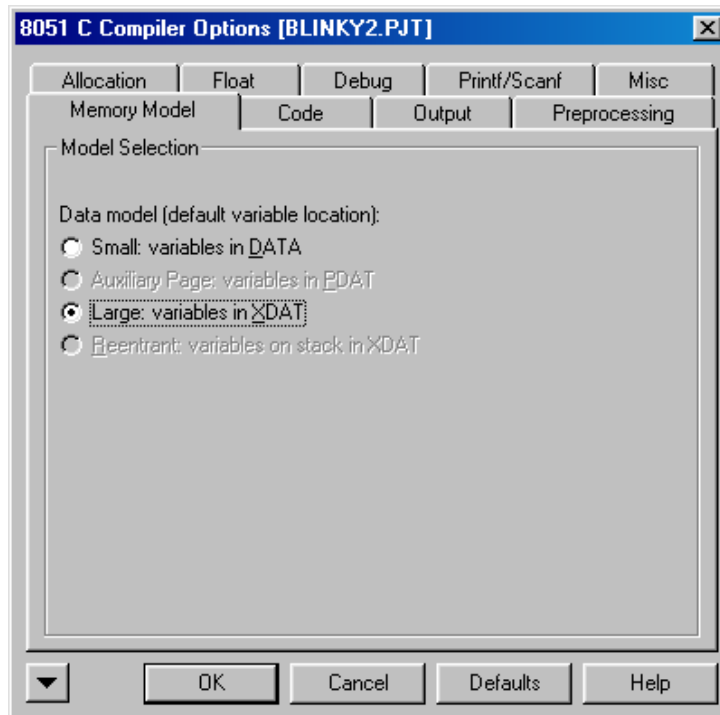 8051 C Compiler Options [BLINKY2.PJT]
Allocation Float Debug Printf/Scanf Misc
Memory Model Code Output Preprocessing
Model Selection
Data model (default variable location):
Small: variables in DATA
Auxiliary Page: variables in PDAT
Large: variables in XDAT
Reentrant: variables on stack in XDAT
OK Cancel Defaults Help